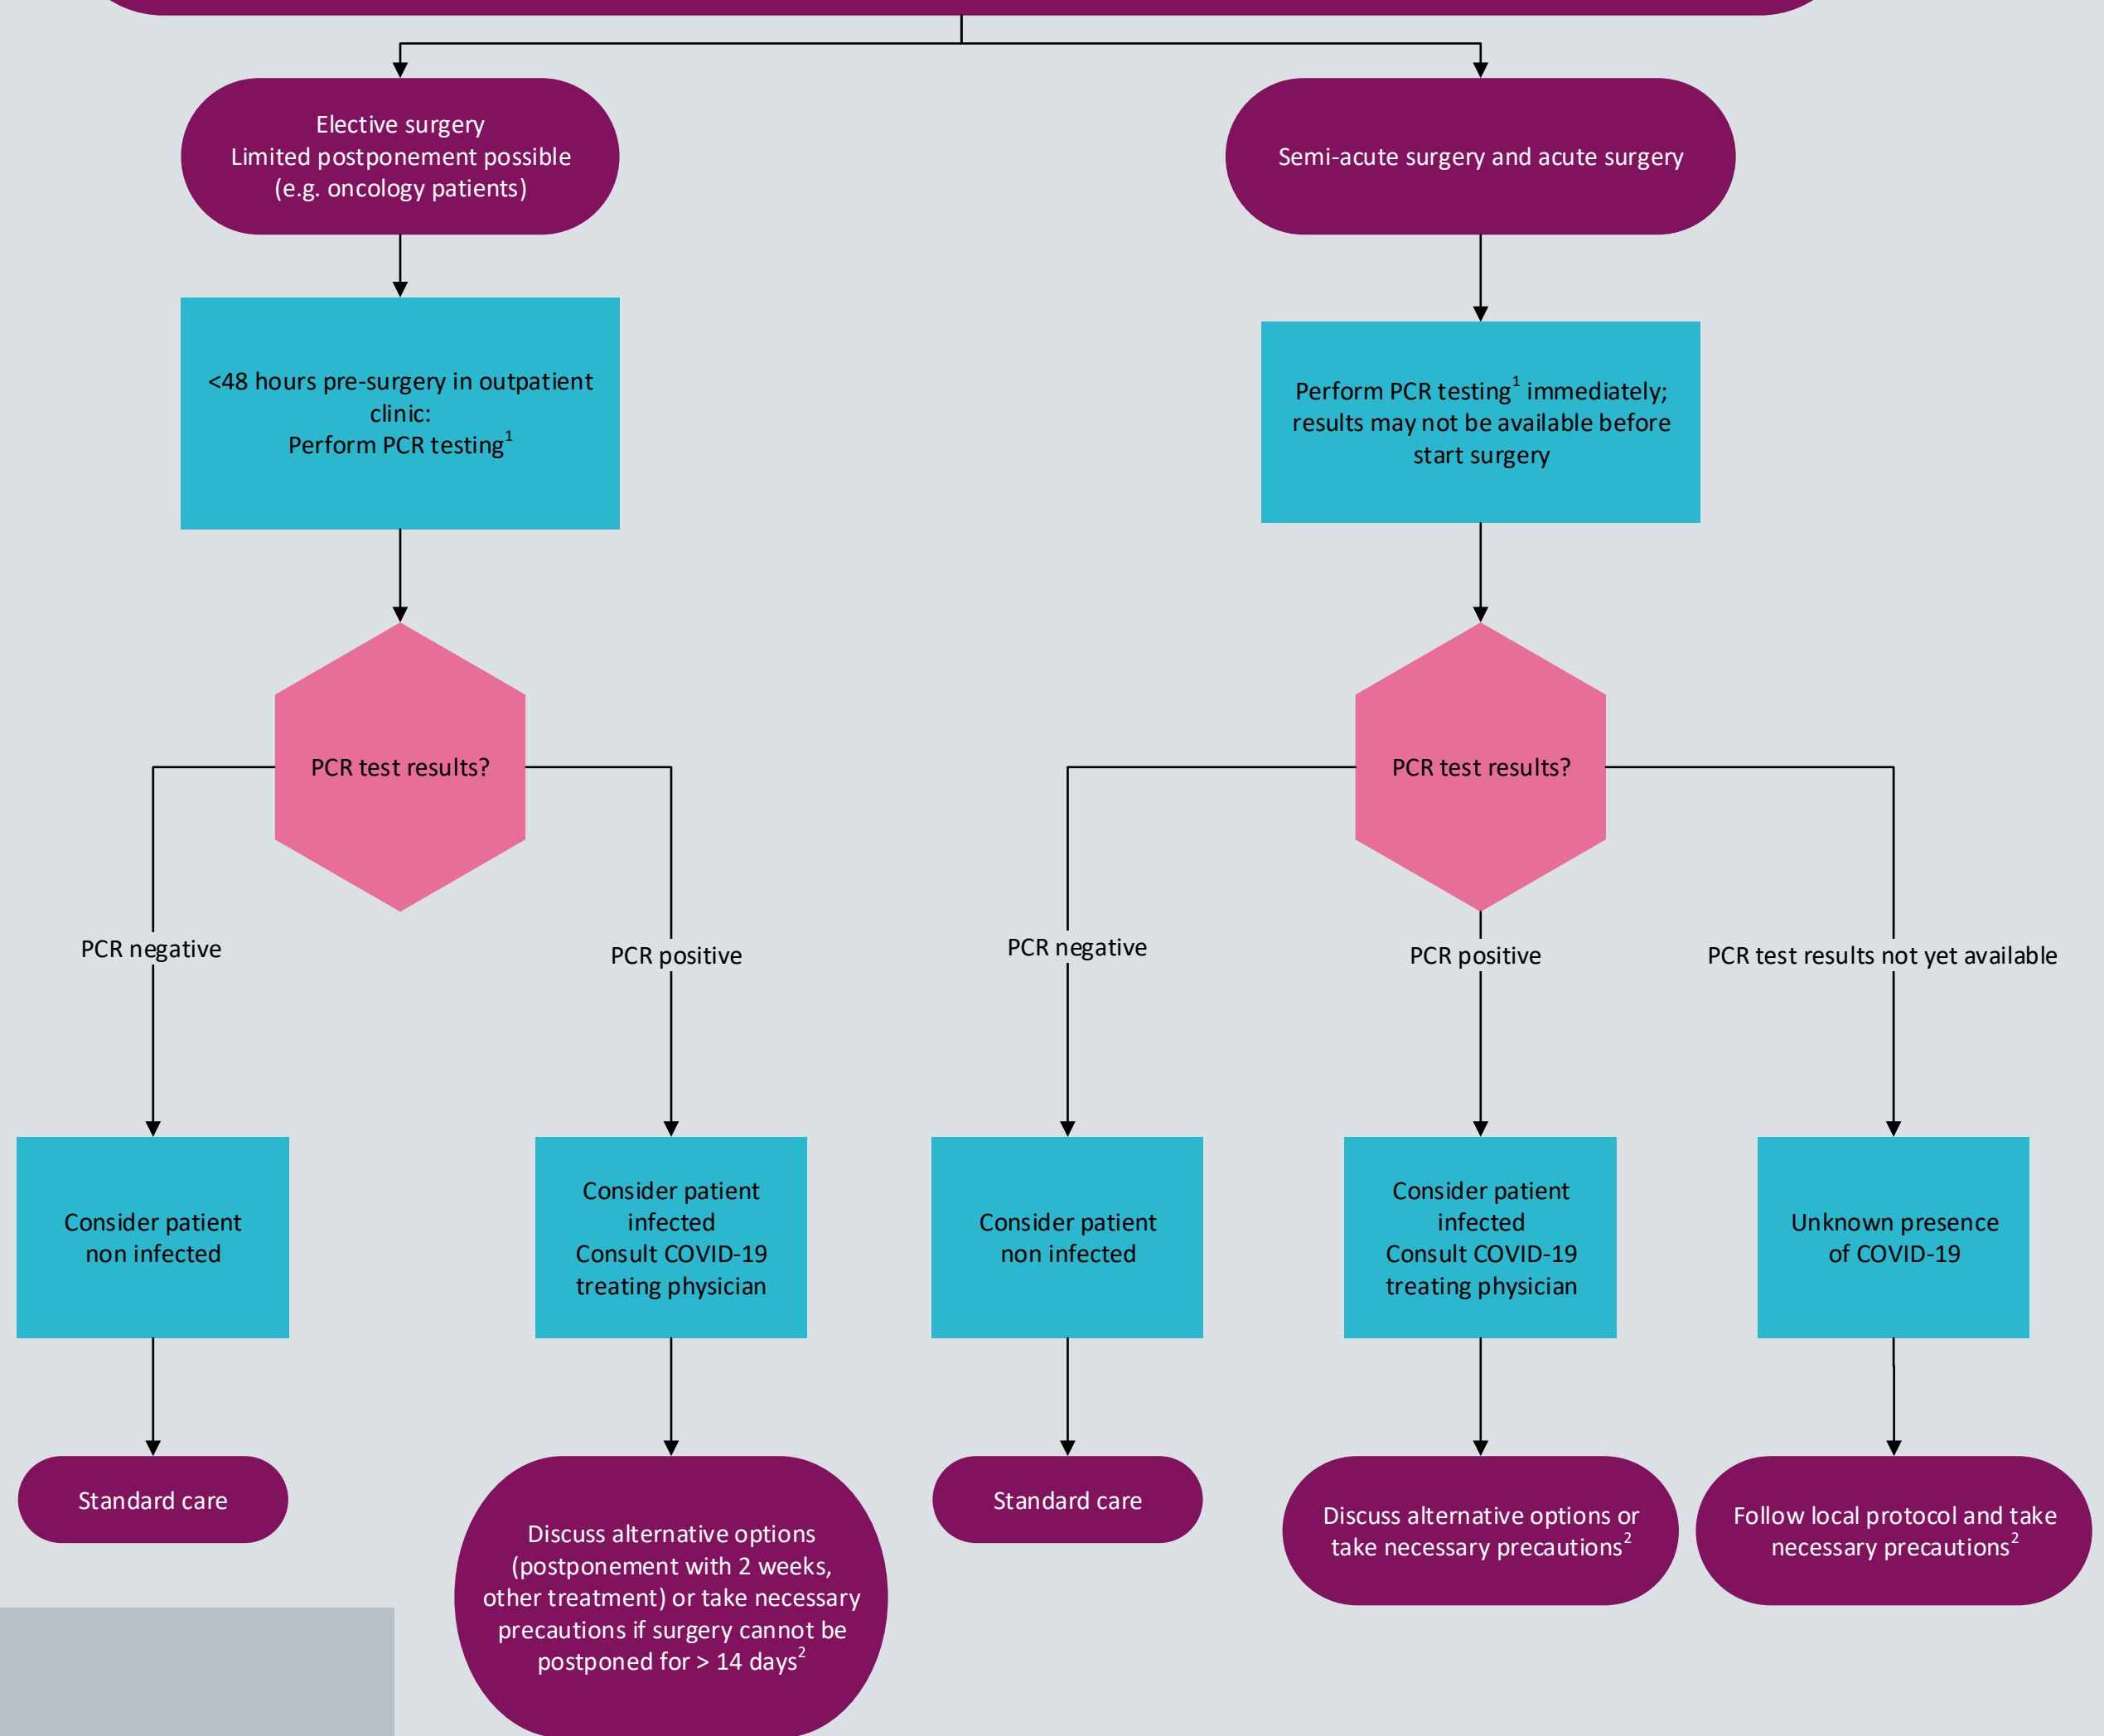 Elective surgery
Limited postponement possible
(e.g. oncology patients)
Semi-acute surgery and acute surgery
<48 hours pre-surgery in outpatient
clinic:
Perform PCR testing¹
Perform PCR testing¹ immediately;
results may not be available before
start surgery
PCR test results?
PCR test results?
PCR negative
PCR positive
PCR negative
PCR positive
PCR test results not yet available
Consider patient
non infected
Consider patient
infected
Consult COVID-19
treating physician
Consider patient
non infected
Consider patient
infected
Consult COVID-19
treating physician
Unknown presence
of COVID-19
Standard care
Discuss alternative options
(postponement with 2 weeks,
other treatment) or take necessary
precautions if surgery cannot be
postponed for > 14 days²
Standard care
Discuss alternative options or
take necessary precautions²
Follow local protocol and take
necessary precautions²